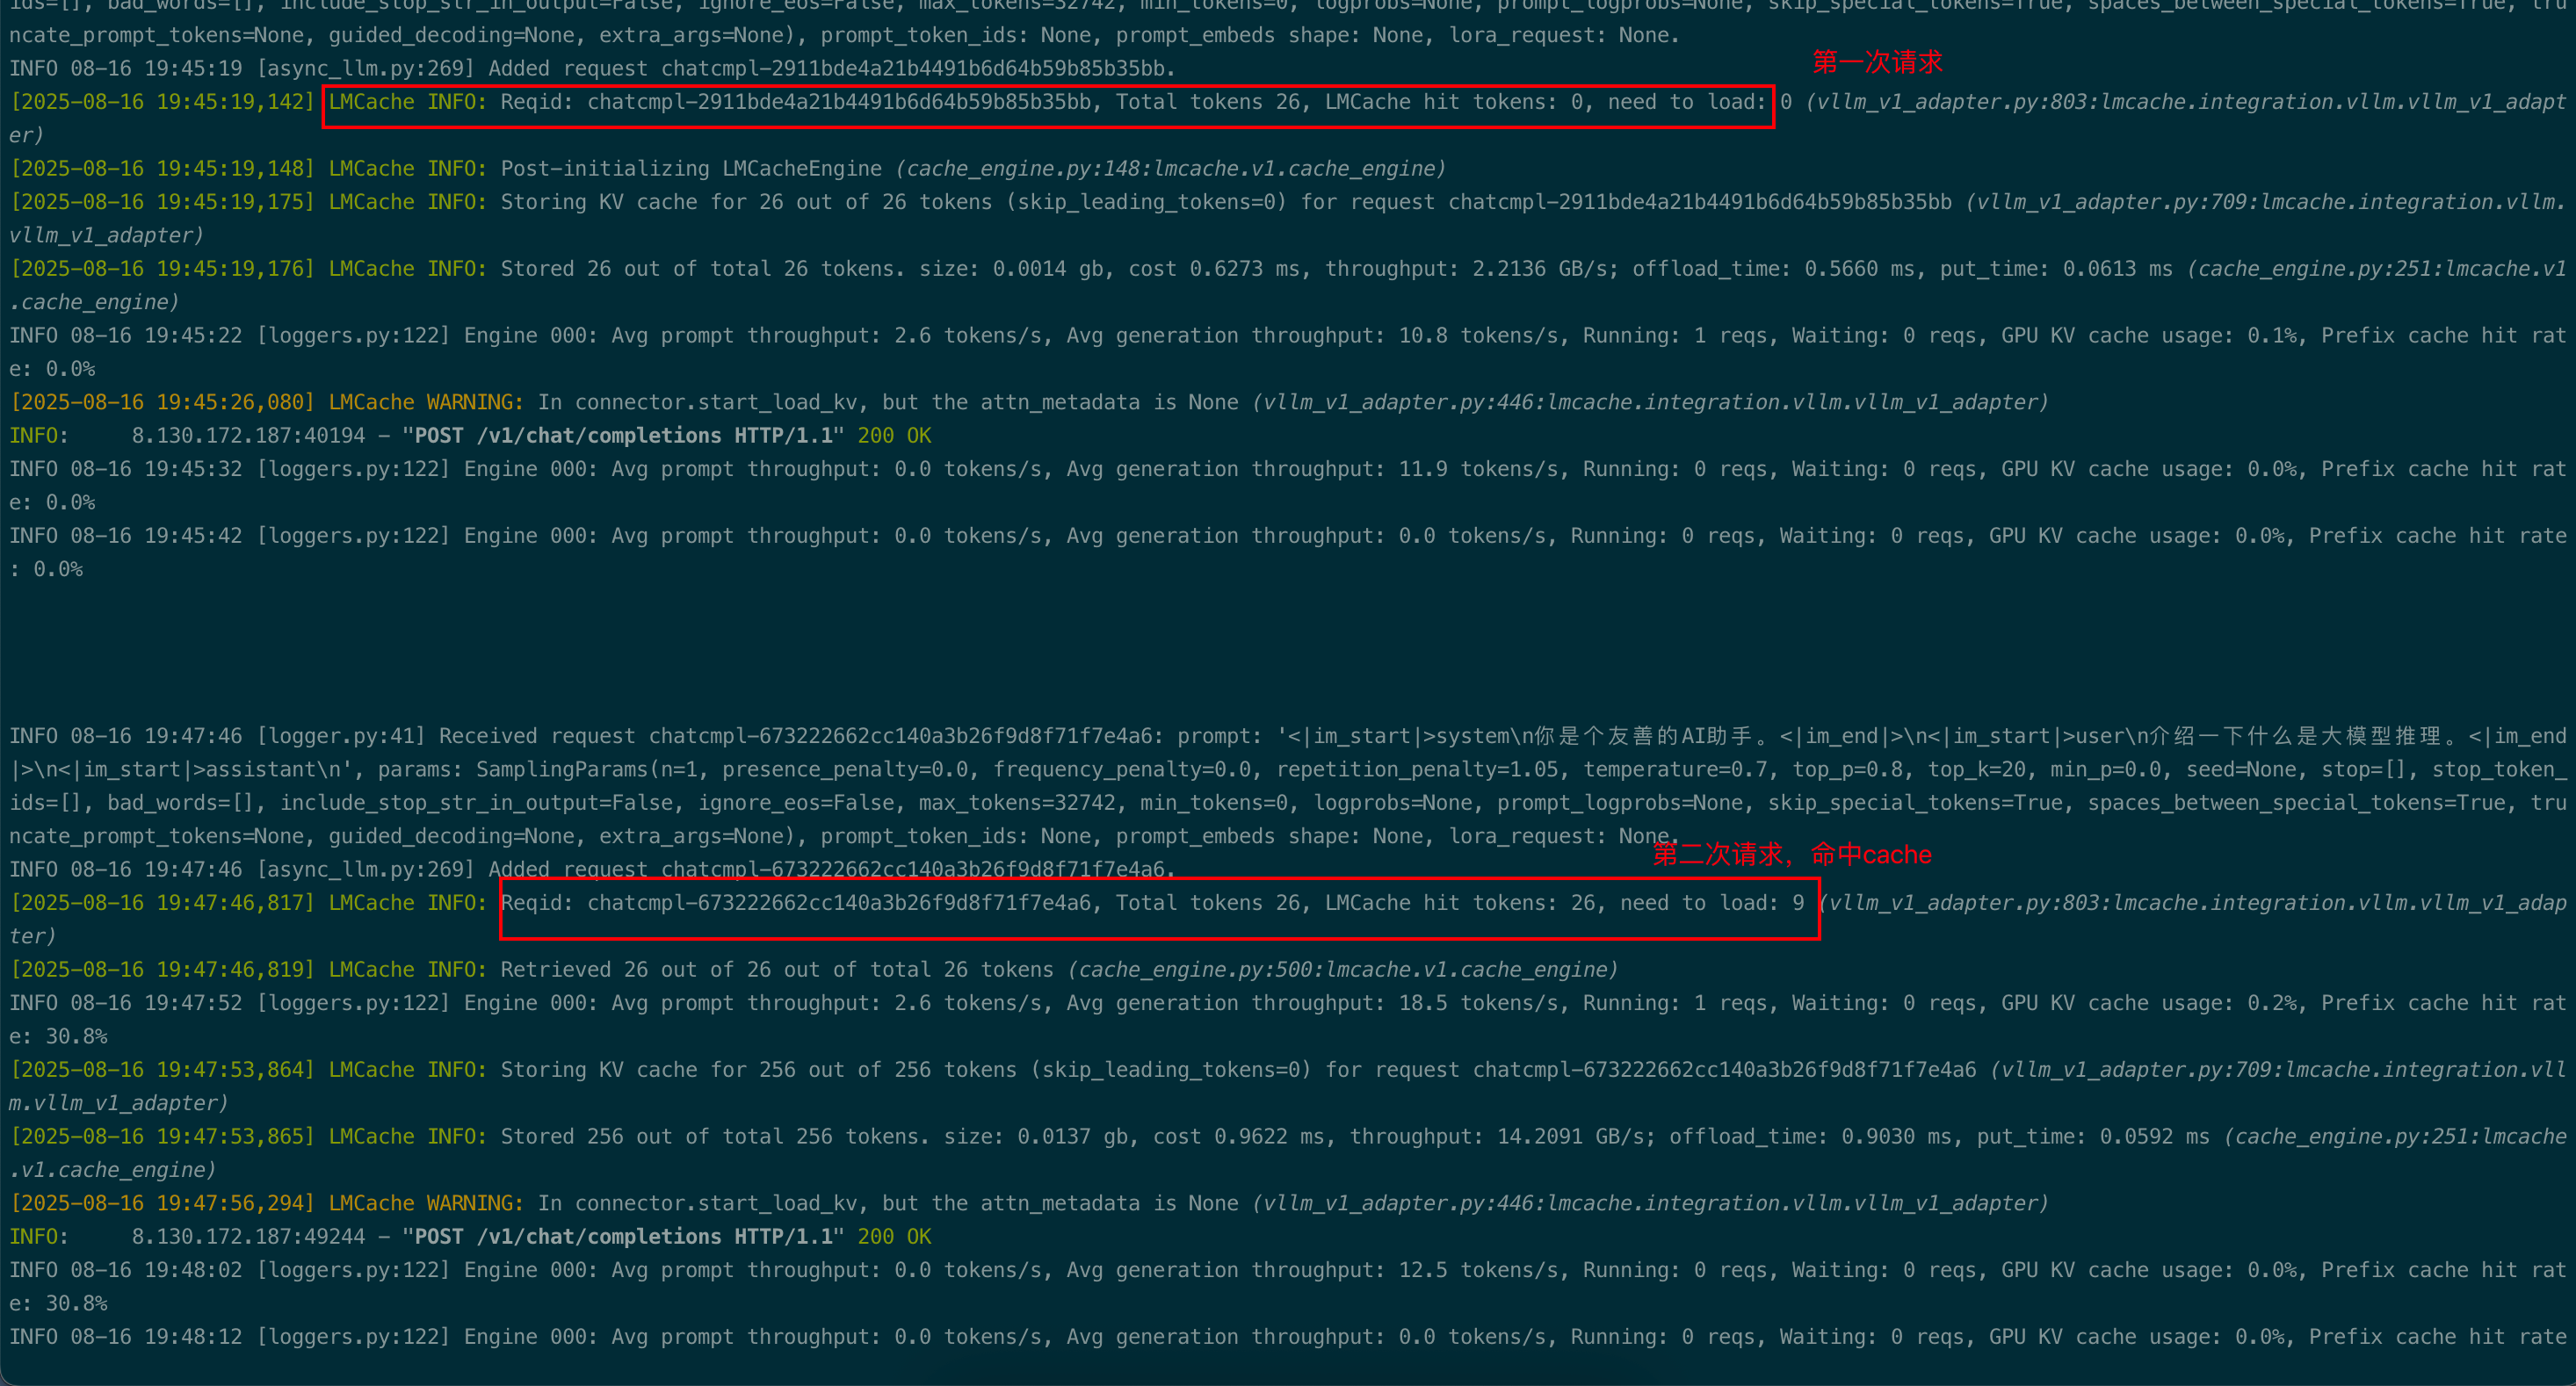 ids=[], bad_words=[], include_stop_str_in_output=False, ignore_eos=False, max_tokens=32742, min_tokens=0, logprobs=None, prompt_logprobs=None, skip_special_tokens=True, spaces_between_special_tokens=True, tru
ncate_prompt_tokens=None, guided_decoding=None, extra_args=None), prompt_token_ids: None, prompt_embeds shape: None, lora_request: None.
第一次请求
INFO 08-16 19:45:19 [async_llm.py:269] Added request chatcmpl-2911bde4a21b4491b6d64b59b85b35bb.
[2025-08-16 19:45:19,142] LMCache INFO: Reqid: chatcmpl-2911bde4a21b4491b6d64b59b85b35bb, Total tokens 26, LMCache hit tokens: 0, need to load: 0 (vllm_v1_adapter.py:803:lmcache.integration.vllm.vllm_v1_adapt
er)
[2025-08-16 19:45:19,148] LMCache INFO: Post-initializing LMCacheEngine (cache_engine.py:148:lmcache.v1.cache_engine)
[2025-08-16 19:45:19,175] LMCache INFO: Storing KV cache for 26 out of 26 tokens (skip_leading_tokens=0) for request chatcmpl-2911bde4a21b4491b6d64b59b85b35bb (vllm_v1_adapter.py:709:lmcache.integration.vllm.
vllm_v1_adapter)
[2025-08-16 19:45:19,176] LMCache INFO: Stored 26 out of total 26 tokens. size: 0.0014 gb, cost 0.6273 ms, throughput: 2.2136 GB/s; offload_time: 0.5660 ms, put_time: 0.0613 ms (cache_engine.py:251:lmcache.v1
.cache_engine)
INFO 08-16 19:45:22 [loggers.py:122] Engine 000: Avg prompt throughput: 2.6 tokens/s, Avg generation throughput: 10.8 tokens/s, Running: 1 reqs, Waiting: 0 reqs, GPU KV cache usage: 0.1%, Prefix cache hit rat
e: 0.0%
[2025-08-16 19:45:26,080] LMCache WARNING: In connector.start_load_kv, but the attn_metadata is None (vllm_v1_adapter.py:446:lmcache.integration.vllm.vllm_v1_adapter)
INFO:     8.130.172.187:40194 - "POST /v1/chat/completions HTTP/1.1" 200 OK
INFO 08-16 19:45:32 [loggers.py:122] Engine 000: Avg prompt throughput: 0.0 tokens/s, Avg generation throughput: 11.9 tokens/s, Running: 0 reqs, Waiting: 0 reqs, GPU KV cache usage: 0.0%, Prefix cache hit rat
e: 0.0%
INFO 08-16 19:45:42 [loggers.py:122] Engine 000: Avg prompt throughput: 0.0 tokens/s, Avg generation throughput: 0.0 tokens/s, Running: 0 reqs, Waiting: 0 reqs, GPU KV cache usage: 0.0%, Prefix cache hit rate
: 0.0%
INFO 08-16 19:47:46 [logger.py:41] Received request chatcmpl-673222662cc140a3b26f9d8f71f7e4a6: prompt: '<|im_start|>system\n你是个友善的AI助手。<|im_end|>\n<|im_start|>user\n介绍一下什么是大模型推理。<|im_end
|>\n<|im_start|>assistant\n', params: SamplingParams(n=1, presence_penalty=0.0, frequency_penalty=0.0, repetition_penalty=1.05, temperature=0.7, top_p=0.8, top_k=20, min_p=0.0, seed=None, stop=[], stop_token_
ids=[], bad_words=[], include_stop_str_in_output=False, ignore_eos=False, max_tokens=32742, min_tokens=0, logprobs=None, prompt_logprobs=None, skip_special_tokens=True, spaces_between_special_tokens=True, tru
ncate_prompt_tokens=None, guided_decoding=None, extra_args=None), prompt_token_ids: None, prompt_embeds shape: None, lora_request: None.
第二次请求，命中cache
INFO 08-16 19:47:46 [async_llm.py:269] Added request chatcmpl-673222662cc140a3b26f9d8f71f7e4a6.
[2025-08-16 19:47:46,817] LMCache INFO: Reqid: chatcmpl-673222662cc140a3b26f9d8f71f7e4a6, Total tokens 26, LMCache hit tokens: 26, need to load: 9 (vllm_v1_adapter.py:803:lmcache.integration.vllm.vllm_v1_adap
ter)
[2025-08-16 19:47:46,819] LMCache INFO: Retrieved 26 out of 26 out of total 26 tokens (cache_engine.py:500:lmcache.v1.cache_engine)
INFO 08-16 19:47:52 [loggers.py:122] Engine 000: Avg prompt throughput: 2.6 tokens/s, Avg generation throughput: 18.5 tokens/s, Running: 1 reqs, Waiting: 0 reqs, GPU KV cache usage: 0.2%, Prefix cache hit rat
e: 30.8%
[2025-08-16 19:47:53,864] LMCache INFO: Storing KV cache for 256 out of 256 tokens (skip_leading_tokens=0) for request chatcmpl-673222662cc140a3b26f9d8f71f7e4a6 (vllm_v1_adapter.py:709:lmcache.integration.vll
m.vllm_v1_adapter)
[2025-08-16 19:47:53,865] LMCache INFO: Stored 256 out of total 256 tokens. size: 0.0137 gb, cost 0.9622 ms, throughput: 14.2091 GB/s; offload_time: 0.9030 ms, put_time: 0.0592 ms (cache_engine.py:251:lmcache
.v1.cache_engine)
[2025-08-16 19:47:56,294] LMCache WARNING: In connector.start_load_kv, but the attn_metadata is None (vllm_v1_adapter.py:446:lmcache.integration.vllm.vllm_v1_adapter)
INFO:     8.130.172.187:49244 - "POST /v1/chat/completions HTTP/1.1" 200 OK
INFO 08-16 19:48:02 [loggers.py:122] Engine 000: Avg prompt throughput: 0.0 tokens/s, Avg generation throughput: 12.5 tokens/s, Running: 0 reqs, Waiting: 0 reqs, GPU KV cache usage: 0.0%, Prefix cache hit rat
e: 30.8%
INFO 08-16 19:48:12 [loggers.py:122] Engine 000: Avg prompt throughput: 0.0 tokens/s, Avg generation throughput: 0.0 tokens/s, Running: 0 reqs, Waiting: 0 reqs, GPU KV cache usage: 0.0%, Prefix cache hit rate